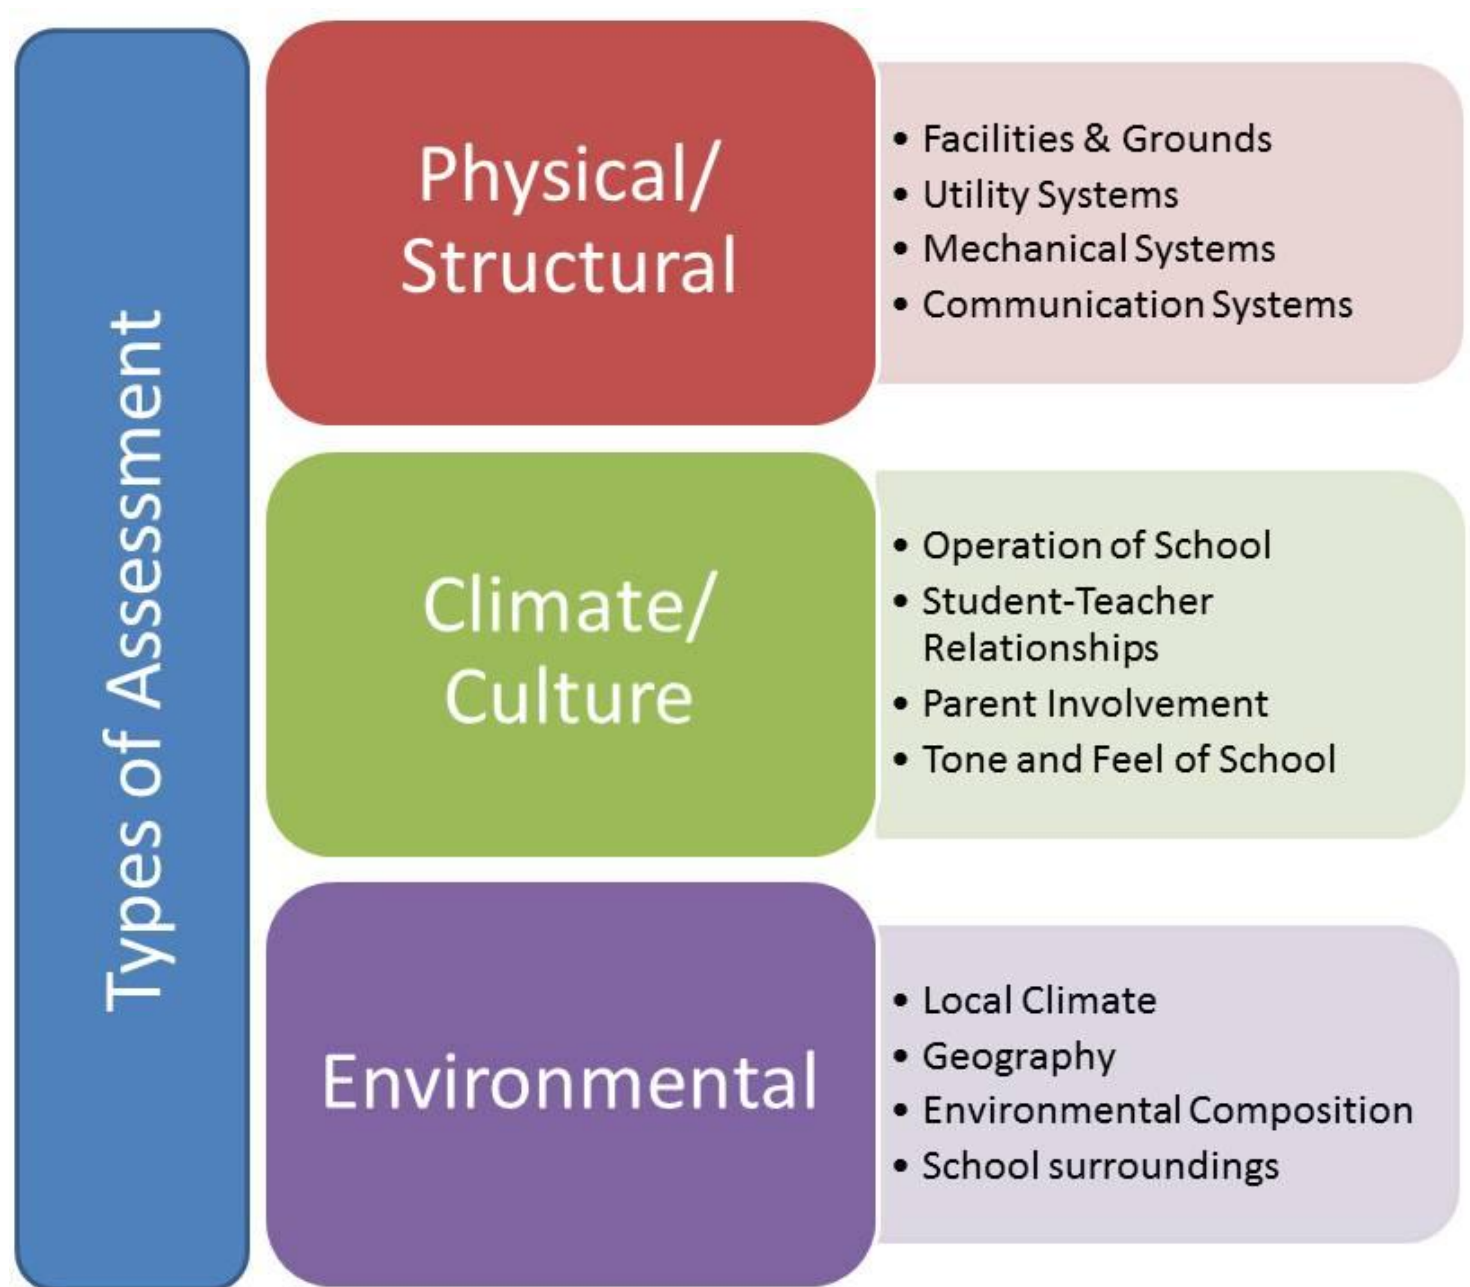 Types of Assessment
Physical/
Structural
• Facilities & Grounds
• Utility Systems
• Mechanical Systems
• Communication Systems
Climate/
Culture
• Operation of School
• Student-Teacher
Relationships
• Parent Involvement
• Tone and Feel of School
Environmental
• Local Climate
• Geography
• Environmental Composition
• School surroundings